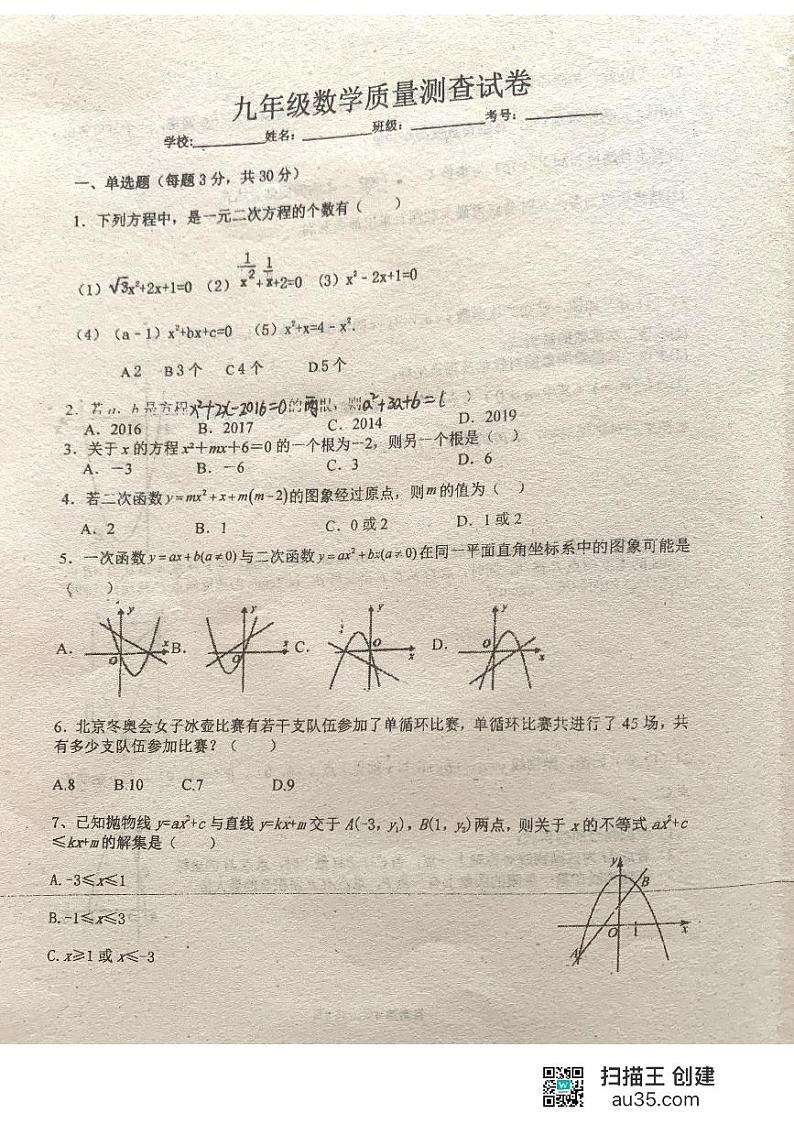 九年级数学质量测查试卷
学校:________ 姓名:________ 班级:________ 考号:________
一、单选题（每题3分，共30分）
1. 下列方程中，是一元二次方程的个数有（ ）
（1）√3x²+2x+1=0 （2）1/x²+1/x+2=0 （3）x²﹣2x+1=0
（4）（a﹣1）x²+bx+c=0 （5）x²+x=4﹣x².
A 2 B 3个 C 4个 D.5个
2. 若a、b是方程x²+2x-2016=0的两根，则a²+3a+b=( )
A. 2016 B. 2017 C. 2014 D. 2019
3. 关于x的方程x²+mx+6=0的一个根为-2，则另一个根是（ ）
A. -3 B. -6 C. 3 D. 6
4. 若二次函数y=mx²+x+m(m-2)的图象经过原点，则m的值为（ ）
A. 2 B. 1 C. 0或2 D. 1或2
5. 一次函数y=ax+b(a≠0)与二次函数y=ax²+bx(a≠0)在同一平面直角坐标系中的图象可能是
（ ）
A. y x O B. y x O C. y x O D. y x O
6. 北京冬奥会女子冰壶比赛有若干支队伍参加了单循环比赛，单循环比赛共进行了45场，共
有多少支队伍参加比赛？（ ）
A.8 B.10 C.7 D.9
7、已知抛物线y=ax²+c与直线y=kx+m交于A(-3, y₁)，B(1, y₂)两点，则关于x的不等式ax²+c
≤kx+m的解集是（ ）
A. -3≤x≤1
B. -1≤x≤3
C. x≥1或x≤-3
y B O 1 x A
扫描王 创建
au35.com